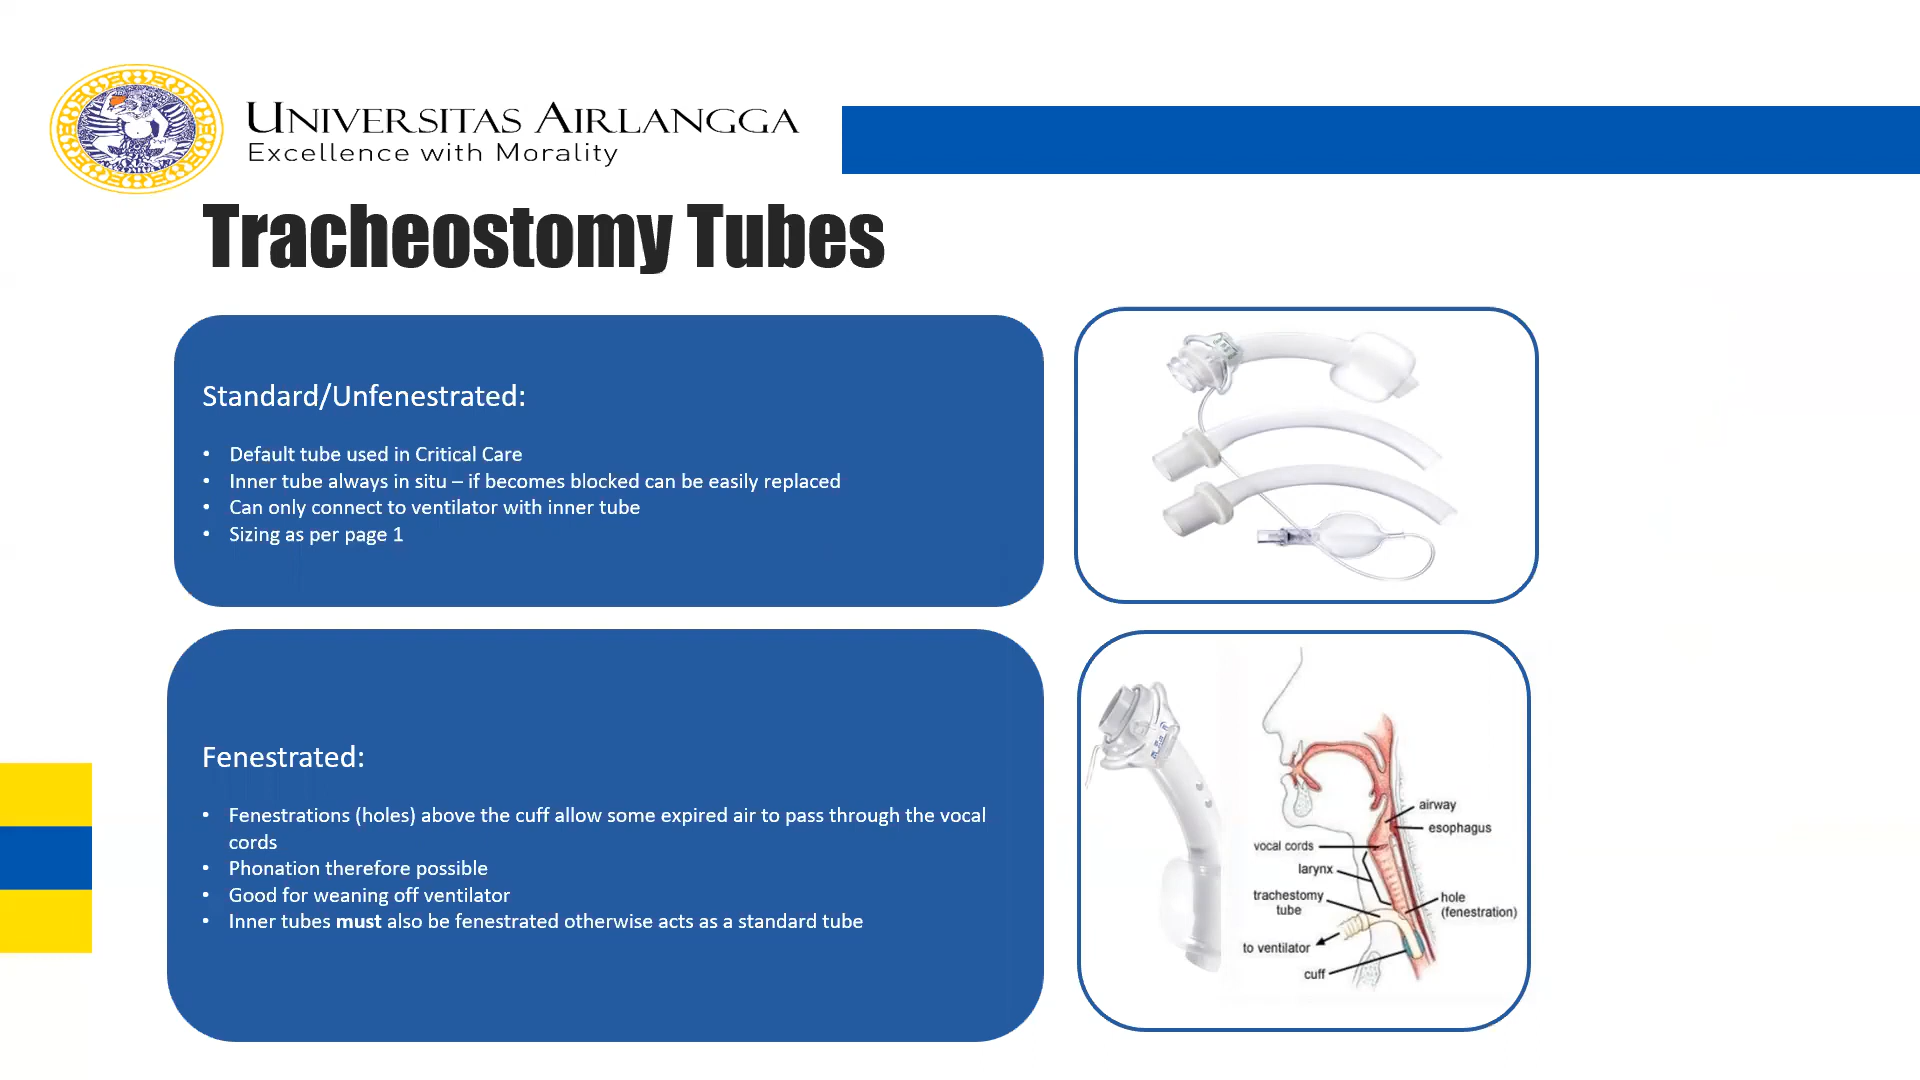 UNIVERSITAS AIRLANGGA
Excellence with Morality
Tracheostomy Tubes
Standard/Unfenestrated:
• Default tube used in Critical Care
• Inner tube always in situ – if becomes blocked can be easily replaced
• Can only connect to ventilator with inner tube
• Sizing as per page 1
Fenestrated:
• Fenestrations (holes) above the cuff allow some expired air to pass through the vocal
cords
• Phonation therefore possible
• Good for weaning off ventilator
• Inner tubes must also be fenestrated otherwise acts as a standard tube
airway
esophagus
vocal cords
larynx
trachestomy
tube
hole
(fenestration)
to ventilator
cuff